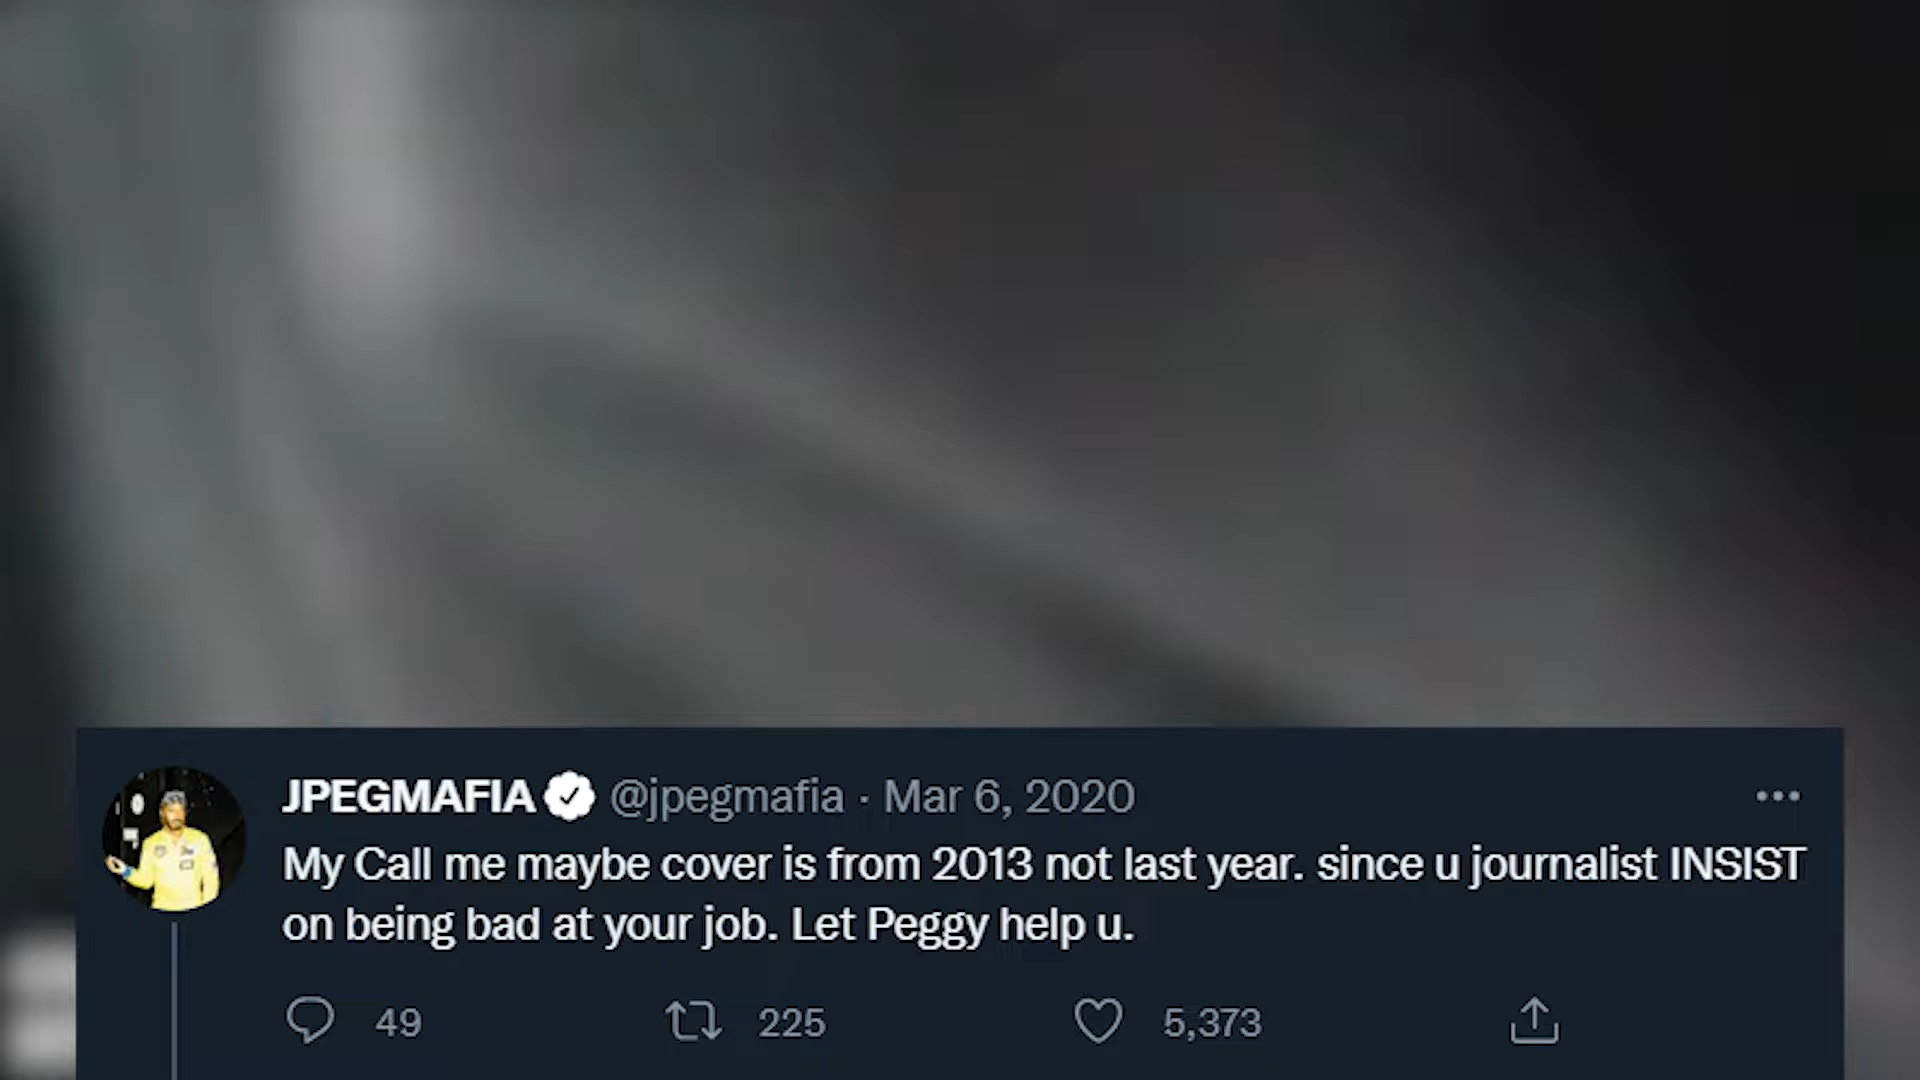 JPEGMAFIA @jpegmafia · Mar 6, 2020
My Call me maybe cover is from 2013 not last year. since u journalist INSIST
on being bad at your job. Let Peggy help u.
49 225 5,373